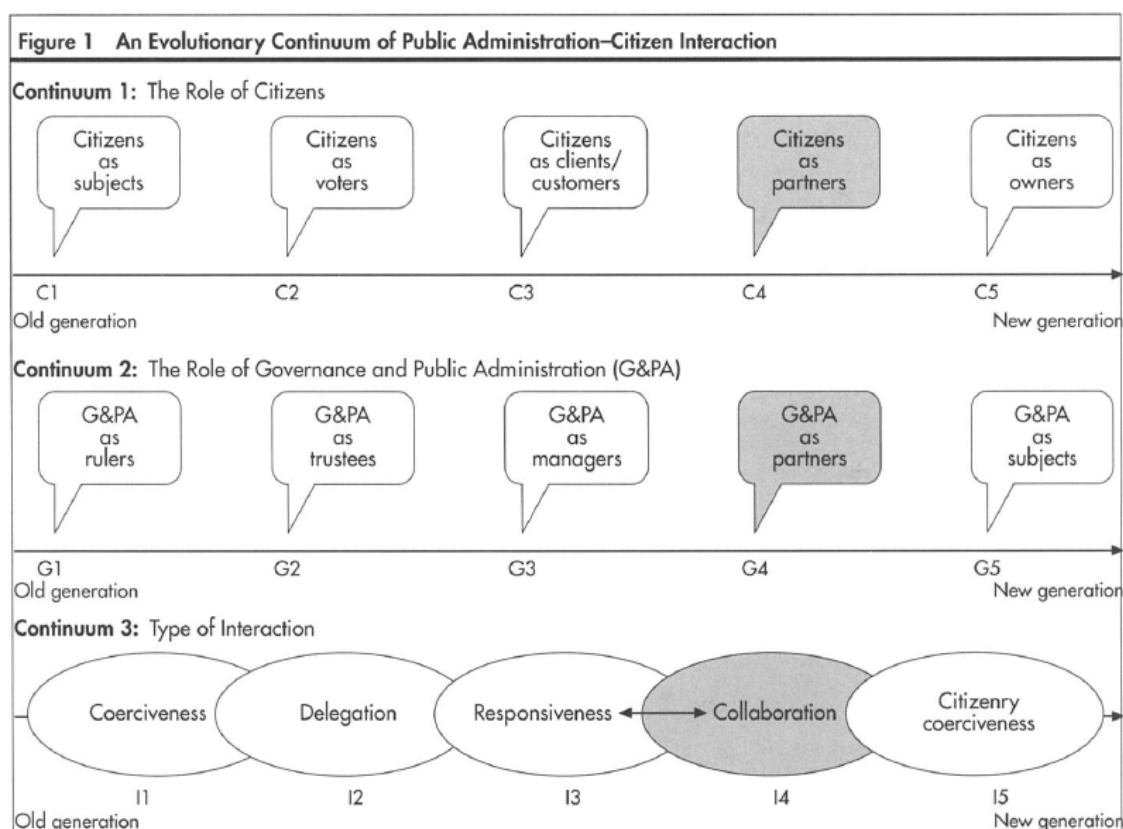 Figure 1 An Evolutionary Continuum of Public Administration–Citizen Interaction
Continuum 1: The Role of Citizens
Citizens
as
subjects
Citizens
as
voters
Citizens
as clients/
customers
Citizens
as
partners
Citizens
as
owners
C1
C2
C3
C4
C5
Old generation
New generation
Continuum 2: The Role of Governance and Public Administration (G&PA)
G&PA
as
rulers
G&PA
as
trustees
G&PA
as
managers
G&PA
as
partners
G&PA
as
subjects
G1
G2
G3
G4
G5
Old generation
New generation
Continuum 3: Type of Interaction
Coerciveness
Delegation
Responsiveness
Collaboration
Citizenry
coerciveness
I1
I2
I3
I4
I5
Old generation
New generation